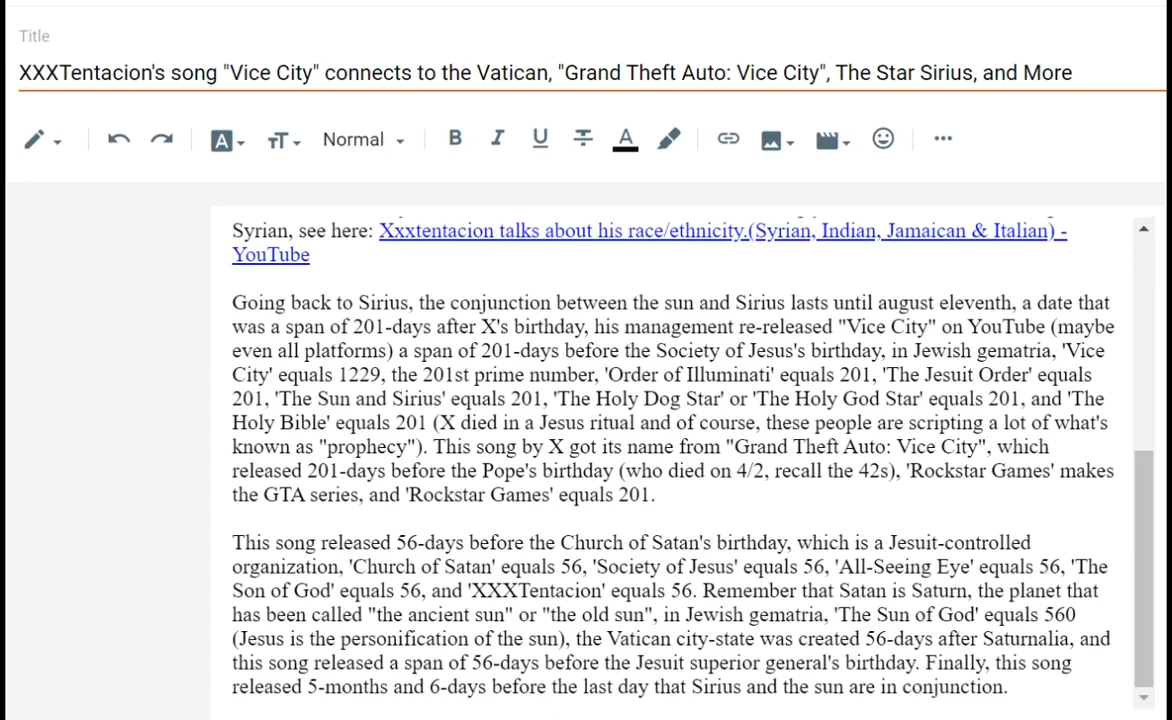 Title
XXXTentacion's song "Vice City" connects to the Vatican, "Grand Theft Auto: Vice City", The Star Sirius, and More
Normal
B I U T A
Syrian, see here: Xxxtentacion talks about his race/ethnicity.(Syrian, Indian, Jamaican & Italian) -
YouTube
Going back to Sirius, the conjunction between the sun and Sirius lasts until august eleventh, a date that
was a span of 201-days after X's birthday, his management re-released "Vice City" on YouTube (maybe
even all platforms) a span of 201-days before the Society of Jesus's birthday, in Jewish gematria, 'Vice
City' equals 1229, the 201st prime number, 'Order of Illuminati' equals 201, 'The Jesuit Order' equals
201, 'The Sun and Sirius' equals 201, 'The Holy Dog Star' or 'The Holy God Star' equals 201, and 'The
Holy Bible' equals 201 (X died in a Jesus ritual and of course, these people are scripting a lot of what's
known as "prophecy"). This song by X got its name from "Grand Theft Auto: Vice City", which
released 201-days before the Pope's birthday (who died on 4/2, recall the 42s), 'Rockstar Games' makes
the GTA series, and 'Rockstar Games' equals 201.
This song released 56-days before the Church of Satan's birthday, which is a Jesuit-controlled
organization, 'Church of Satan' equals 56, 'Society of Jesus' equals 56, 'All-Seeing Eye' equals 56, 'The
Son of God' equals 56, and 'XXXTentacion' equals 56. Remember that Satan is Saturn, the planet that
has been called "the ancient sun" or "the old sun", in Jewish gematria, 'The Sun of God' equals 560
(Jesus is the personification of the sun), the Vatican city-state was created 56-days after Saturnalia, and
this song released a span of 56-days before the Jesuit superior general's birthday. Finally, this song
released 5-months and 6-days before the last day that Sirius and the sun are in conjunction.